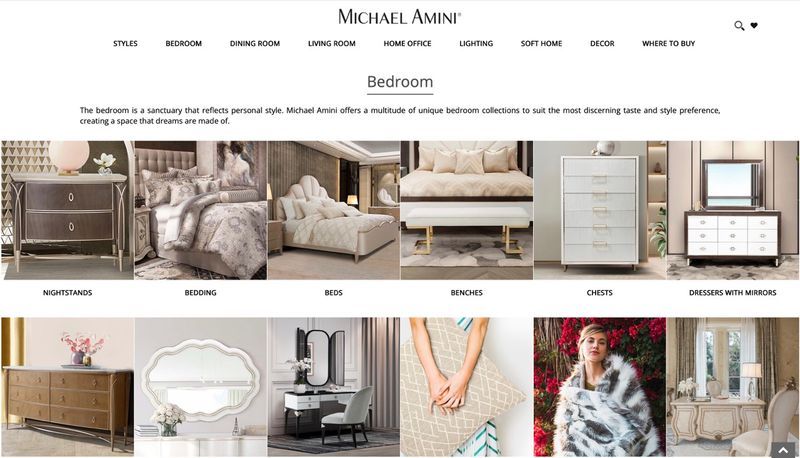 MICHAEL AMINI®
STYLES BEDROOM DINING ROOM LIVING ROOM HOME OFFICE LIGHTING SOFT HOME DECOR WHERE TO BUY
Bedroom
The bedroom is a sanctuary that reflects personal style. Michael Amini offers a multitude of unique bedroom collections to suit the most discerning taste and style preference,
creating a space that dreams are made of.
NIGHTSTANDS BEDDING BEDS BENCHES CHESTS DRESSERS WITH MIRRORS